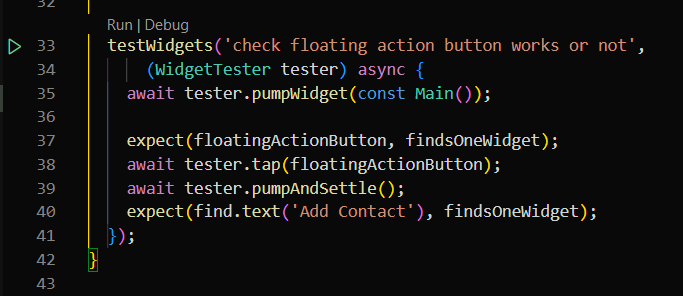 32
Run | Debug
33 testWidgets('check floating action button works or not',
34 (WidgetTester tester) async {
35 await tester.pumpWidget(const Main());
36
37 expect(floatingActionButton, findsOneWidget);
38 await tester.tap(floatingActionButton);
39 await tester.pumpAndSettle();
40 expect(find.text('Add Contact'), findsOneWidget);
41 });
42 }
43